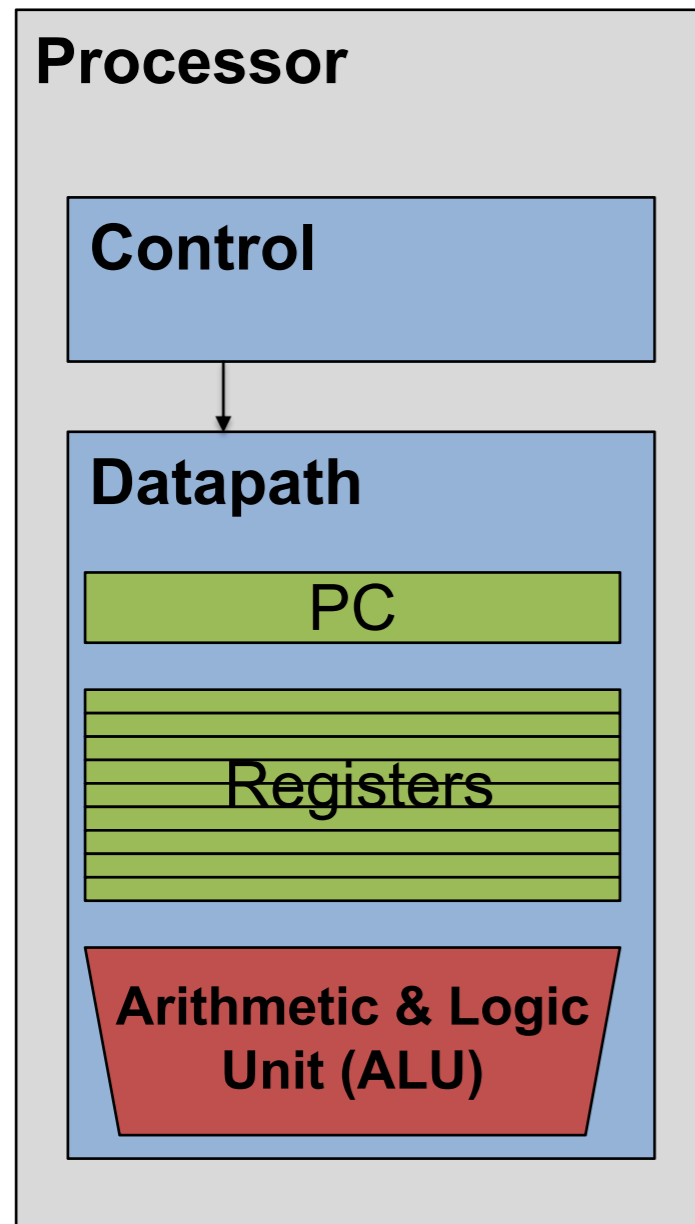 Processor
Control
Datapath
PC
Registers
Arithmetic & Logic
Unit (ALU)